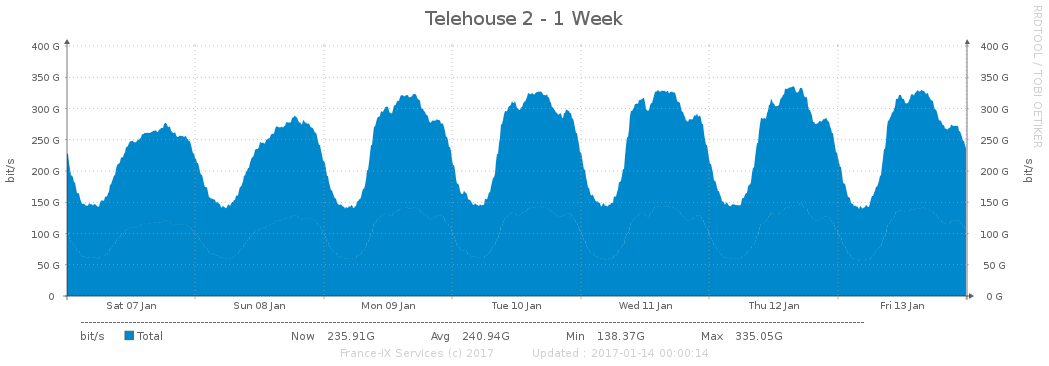 Telehouse 2 - 1 Week
RRDTOOL / TOBI OETIKER
400 G 400 G
350 G 350 G
300 G 300 G
250 G 250 G
200 G 200 G
150 G 150 G
100 G 100 G
50 G 50 G
0 0 G
bit/s bit/s
Sat 07 Jan Sun 08 Jan Mon 09 Jan Tue 10 Jan Wed 11 Jan Thu 12 Jan Fri 13 Jan
bit/s Total Now 235.91G Avg 240.94G Min 138.37G Max 335.05G
France-IX Services (c) 2017 Updated : 2017-01-14 00:00:14